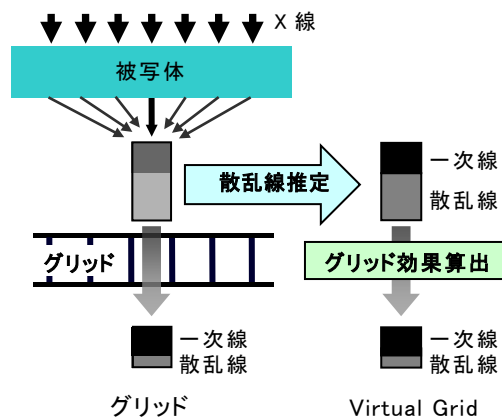 X 線
被写体
散乱線推定
一次線
散乱線
グリッド
グリッド効果算出
一次線
散乱線
一次線
散乱線
グリッド
Virtual Grid